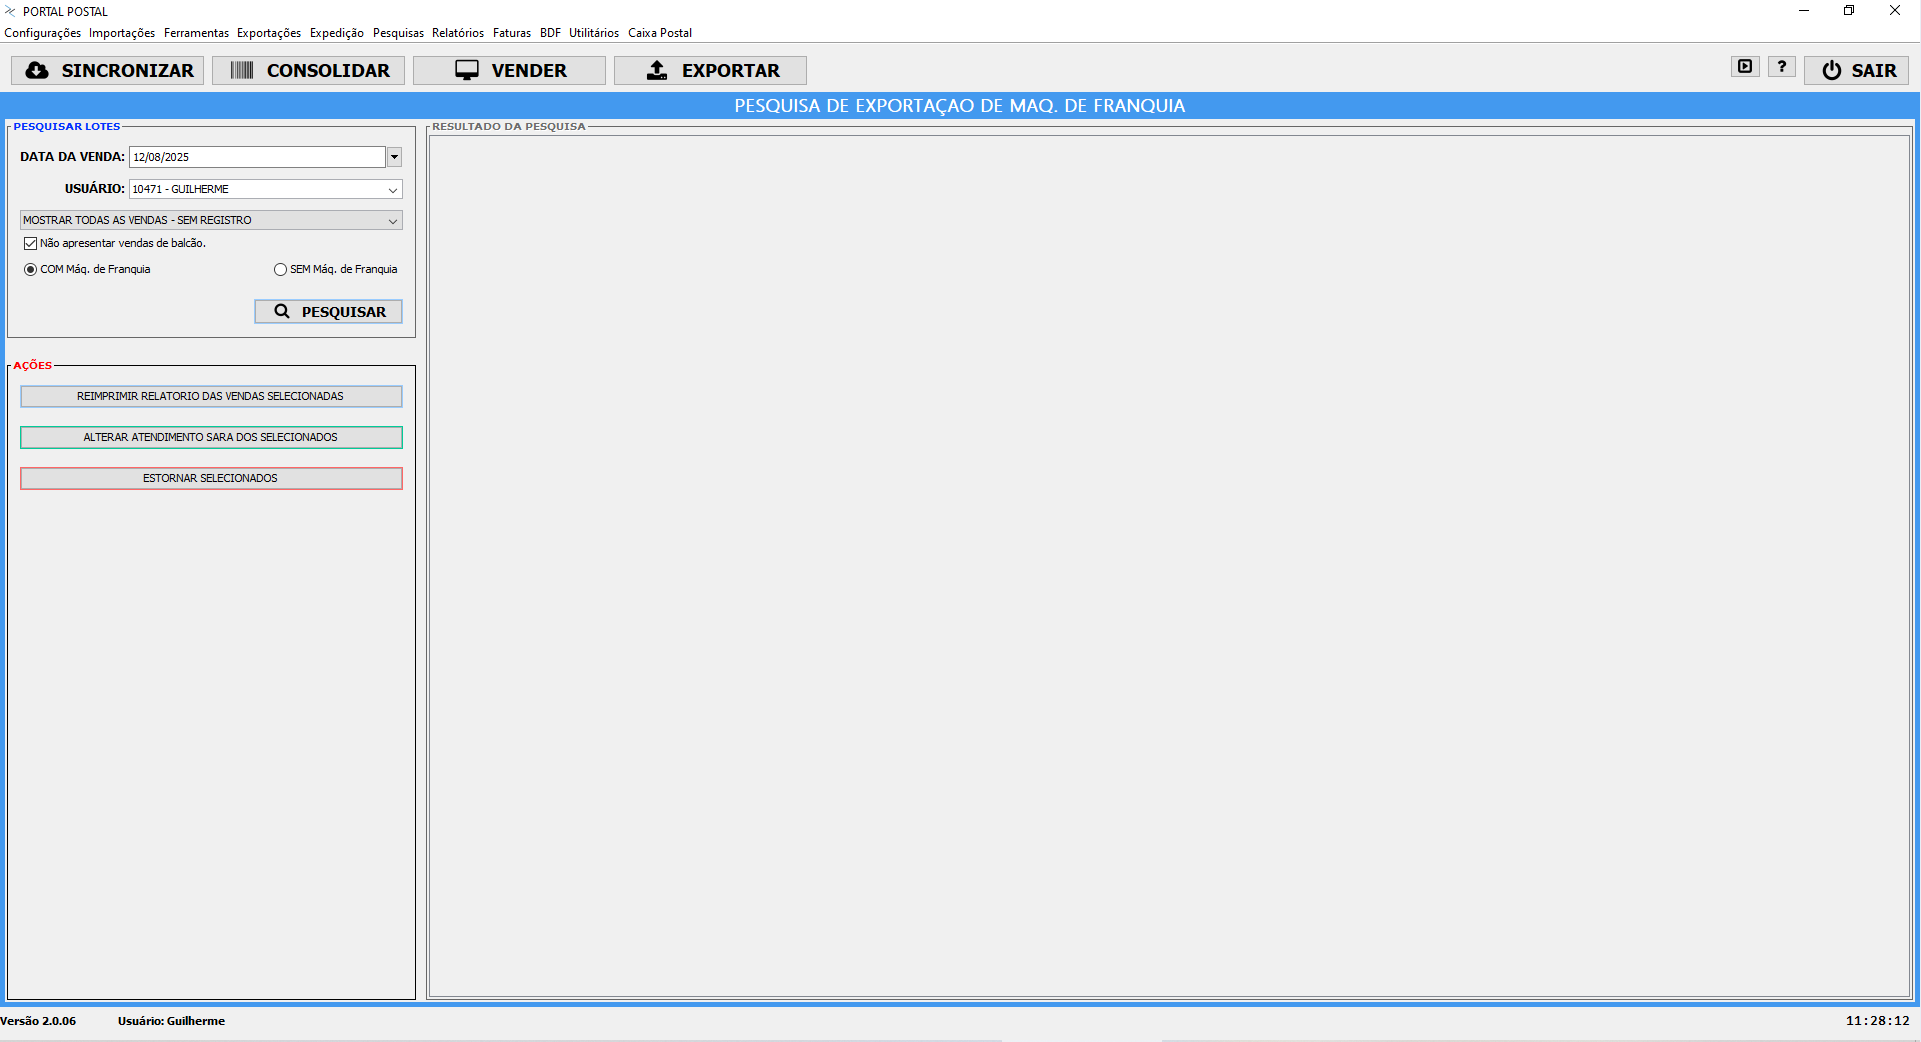 PORTAL POSTAL
Configurações Importações Ferramentas Exportações Expedição Pesquisas Relatórios Faturas BDF Utilitários Caixa Postal
SINCRONIZAR CONSOLIDAR VENDER EXPORTAR ? SAIR
PESQUISA DE EXPORTAÇAO DE MAQ. DE FRANQUIA
PESQUISAR LOTES
DATA DA VENDA: 12/08/2025
USUÁRIO: 10471 - GUILHERME
MOSTRAR TODAS AS VENDAS - SEM REGISTRO
Não apresentar vendas de balcão.
COM Máq. de Franquia SEM Máq. de Franquia
PESQUISAR
AÇÕES
REIMPRIMIR RELATORIO DAS VENDAS SELECIONADAS
ALTERAR ATENDIMENTO SARA DOS SELECIONADOS
ESTORNAR SELECIONADOS
RESULTADO DA PESQUISA
Versão 2.0.06 Usuário: Guilherme 11:28:12